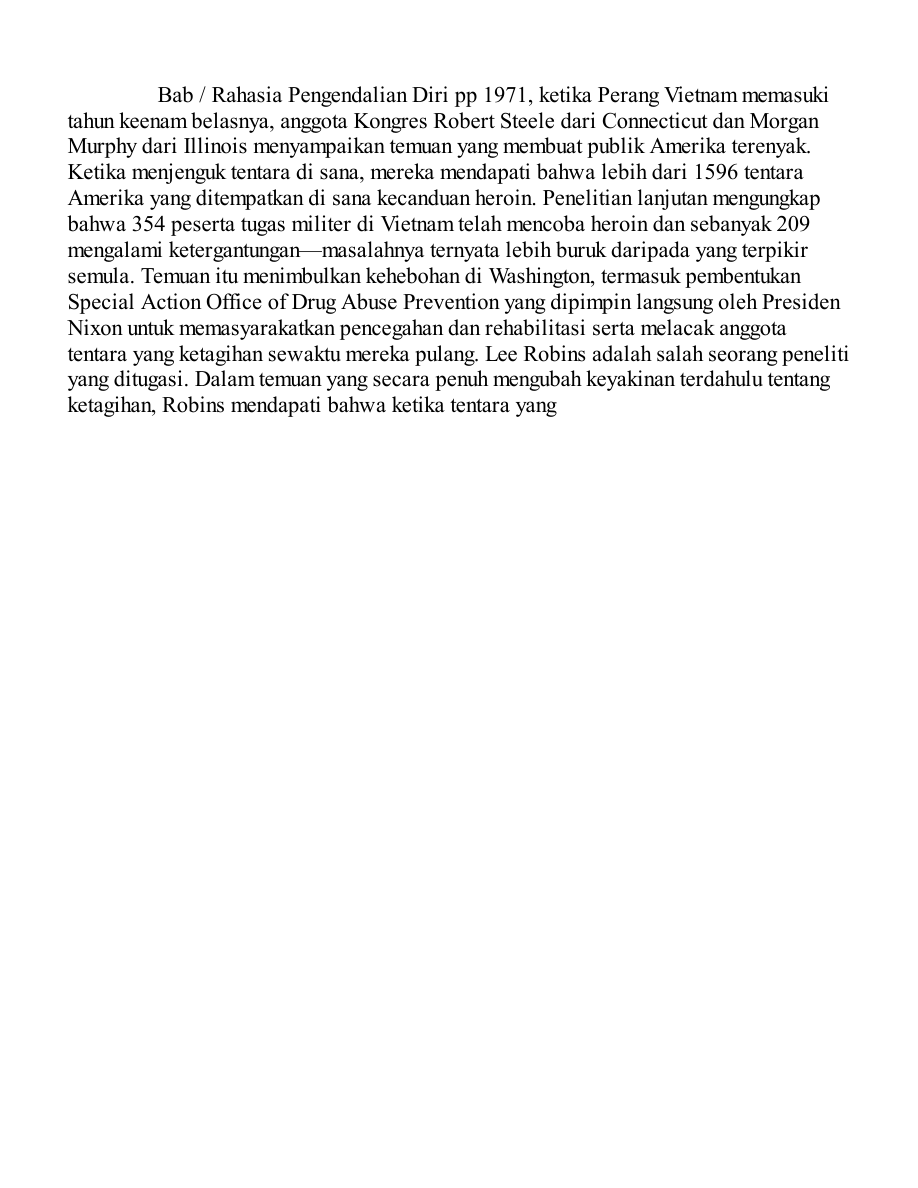 Bab / Rahasia Pengendalian Diri pp 1971, ketika Perang Vietnam memasuki
tahun keenam belasnya, anggota Kongres Robert Steele dari Connecticut dan Morgan
Murphy dari Illinois menyampaikan temuan yang membuat publik Amerika terenyak.
Ketika menjenguk tentara di sana, mereka mendapati bahwa lebih dari 1596 tentara
Amerika yang ditempatkan di sana kecanduan heroin. Penelitian lanjutan mengungkap
bahwa 354 peserta tugas militer di Vietnam telah mencoba heroin dan sebanyak 209
mengalami ketergantungan—masalahnya ternyata lebih buruk daripada yang terpikir
semula. Temuan itu menimbulkan kehebohan di Washington, termasuk pembentukan
Special Action Office of Drug Abuse Prevention yang dipimpin langsung oleh Presiden
Nixon untuk memasyarakatkan pencegahan dan rehabilitasi serta melacak anggota
tentara yang ketagihan sewaktu mereka pulang. Lee Robins adalah salah seorang peneliti
yang ditugasi. Dalam temuan yang secara penuh mengubah keyakinan terdahulu tentang
ketagihan, Robins mendapati bahwa ketika tentara yang